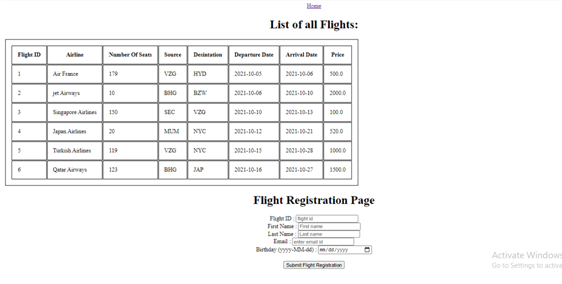 Home
List of all Flights:
Flight ID Airline Number Of Seats Source Desintation Departure Date Arrival Date Price
1 Air France 179 VZG HYD 2021-10-05 2021-10-06 500.0
2 jet Airways 10 BHG BZW 2021-10-06 2021-10-10 2000.0
3 Singapore Airlines 150 SEC VZG 2021-10-10 2021-10-13 100.0
4 Japan Airlines 20 MUM NYC 2021-10-12 2021-10-21 520.0
5 Turkish Airlines 119 VZG NYC 2021-10-15 2021-10-28 1000.0
6 Qatar Airways 123 BHG JAP 2021-10-16 2021-10-27 1500.0
Flight Registration Page
Flight ID : flight id
First Name : First name
Last Name : Last name
Email : enter email id
Birthday (yyyy-MM-dd) : mm/dd/yyyy
Submit Flight Registration
Activate Windows
Go to Settings to activa